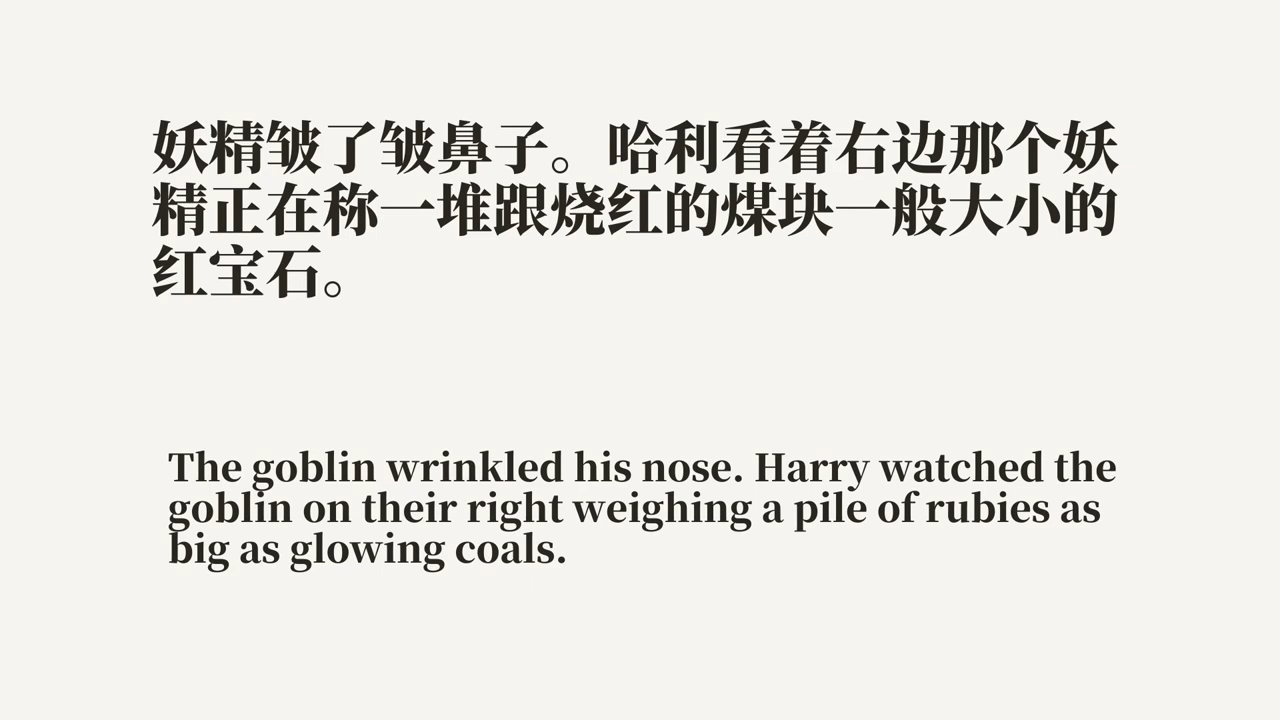 妖精皱了皱鼻子。哈利看着右边那个妖
精正在称一堆跟烧红的煤块一般大小的
红宝石。
The goblin wrinkled his nose. Harry watched the
goblin on their right weighing a pile of rubies as
big as glowing coals.